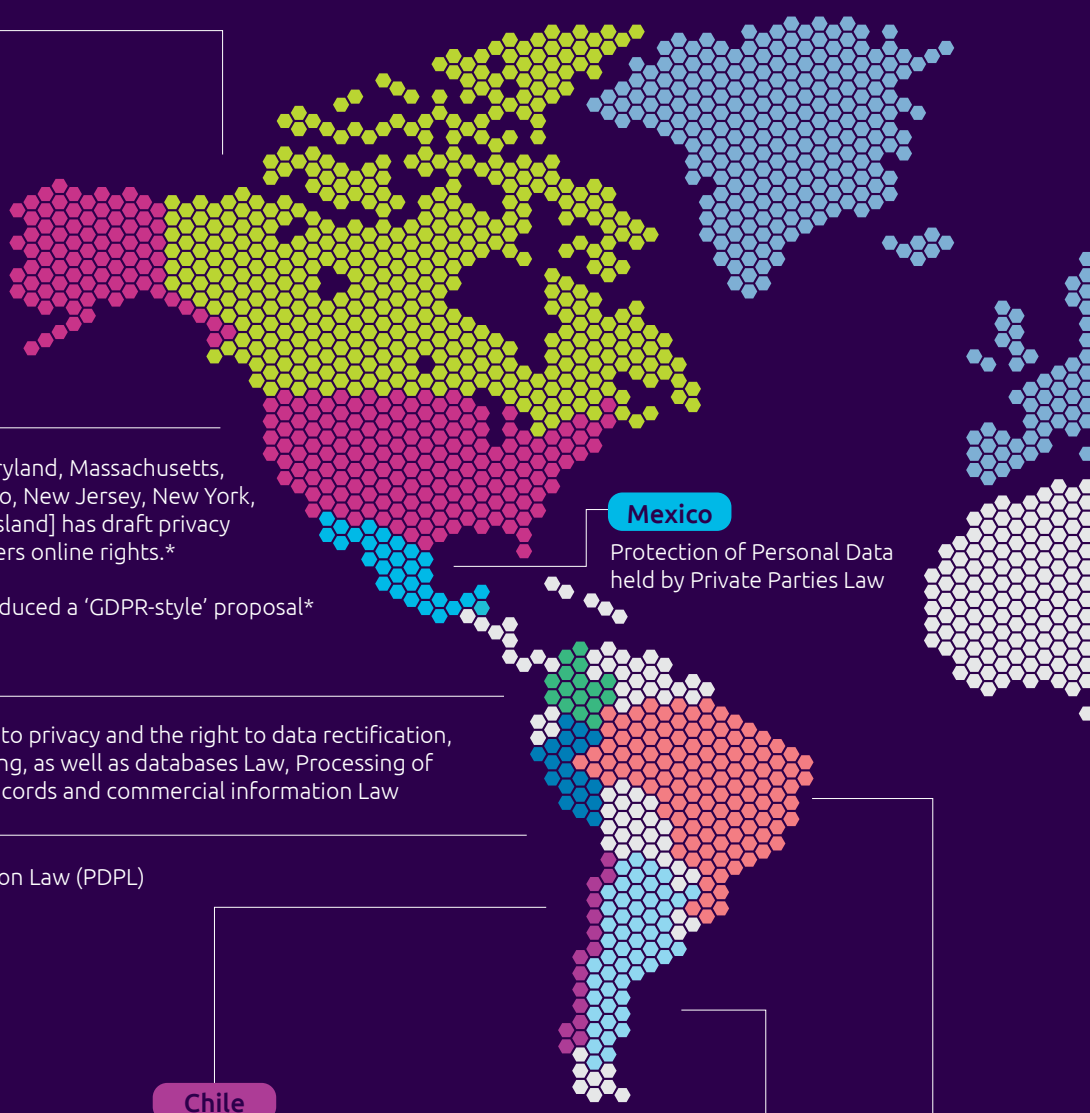 ryland, Massachusetts,
o, New Jersey, New York,
sland] has draft privacy
ers online rights.*
duced a ‘GDPR-style’ proposal*
Mexico
Protection of Personal Data
held by Private Parties Law
to privacy and the right to data rectification,
ng, as well as databases Law, Processing of
cords and commercial information Law
on Law (PDPL)
Chile